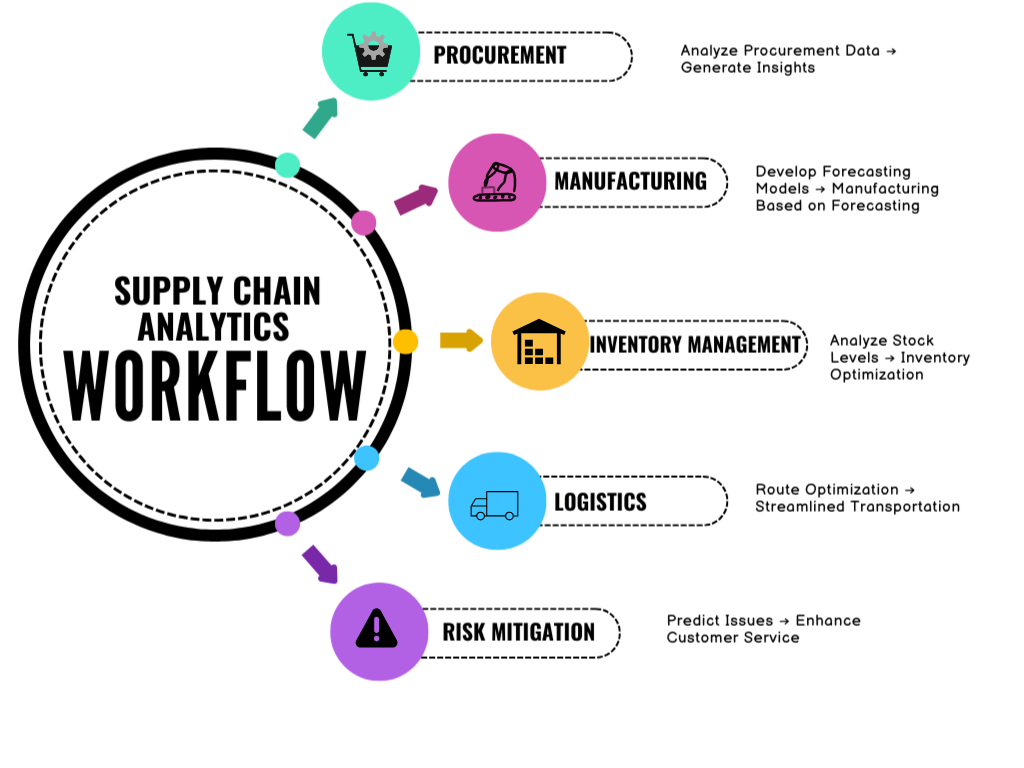 PROCUREMENT
Analyze Procurement Data →
Generate Insights
MANUFACTURING
Develop Forecasting
Models → Manufacturing
Based on Forecasting
SUPPLY CHAIN
ANALYTICS
WORKFLOW
INVENTORY MANAGEMENT
Analyze Stock
Levels → Inventory
Optimization
LOGISTICS
Route Optimization →
Streamlined Transportation
RISK MITIGATION
Predict Issues → Enhance
Customer Service